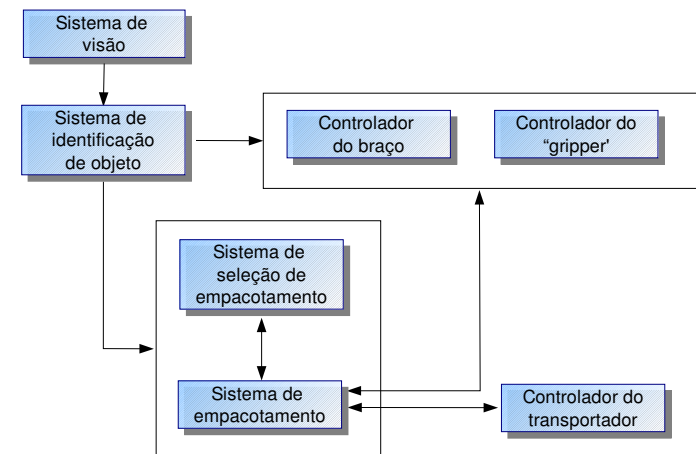 Sistema de
visão
Sistema de
identificação
de objeto
Controlador
do braço
Controlador do
“gripper'
Sistema de
seleção de
empacotamento
Sistema de
empacotamento
Controlador do
transportador